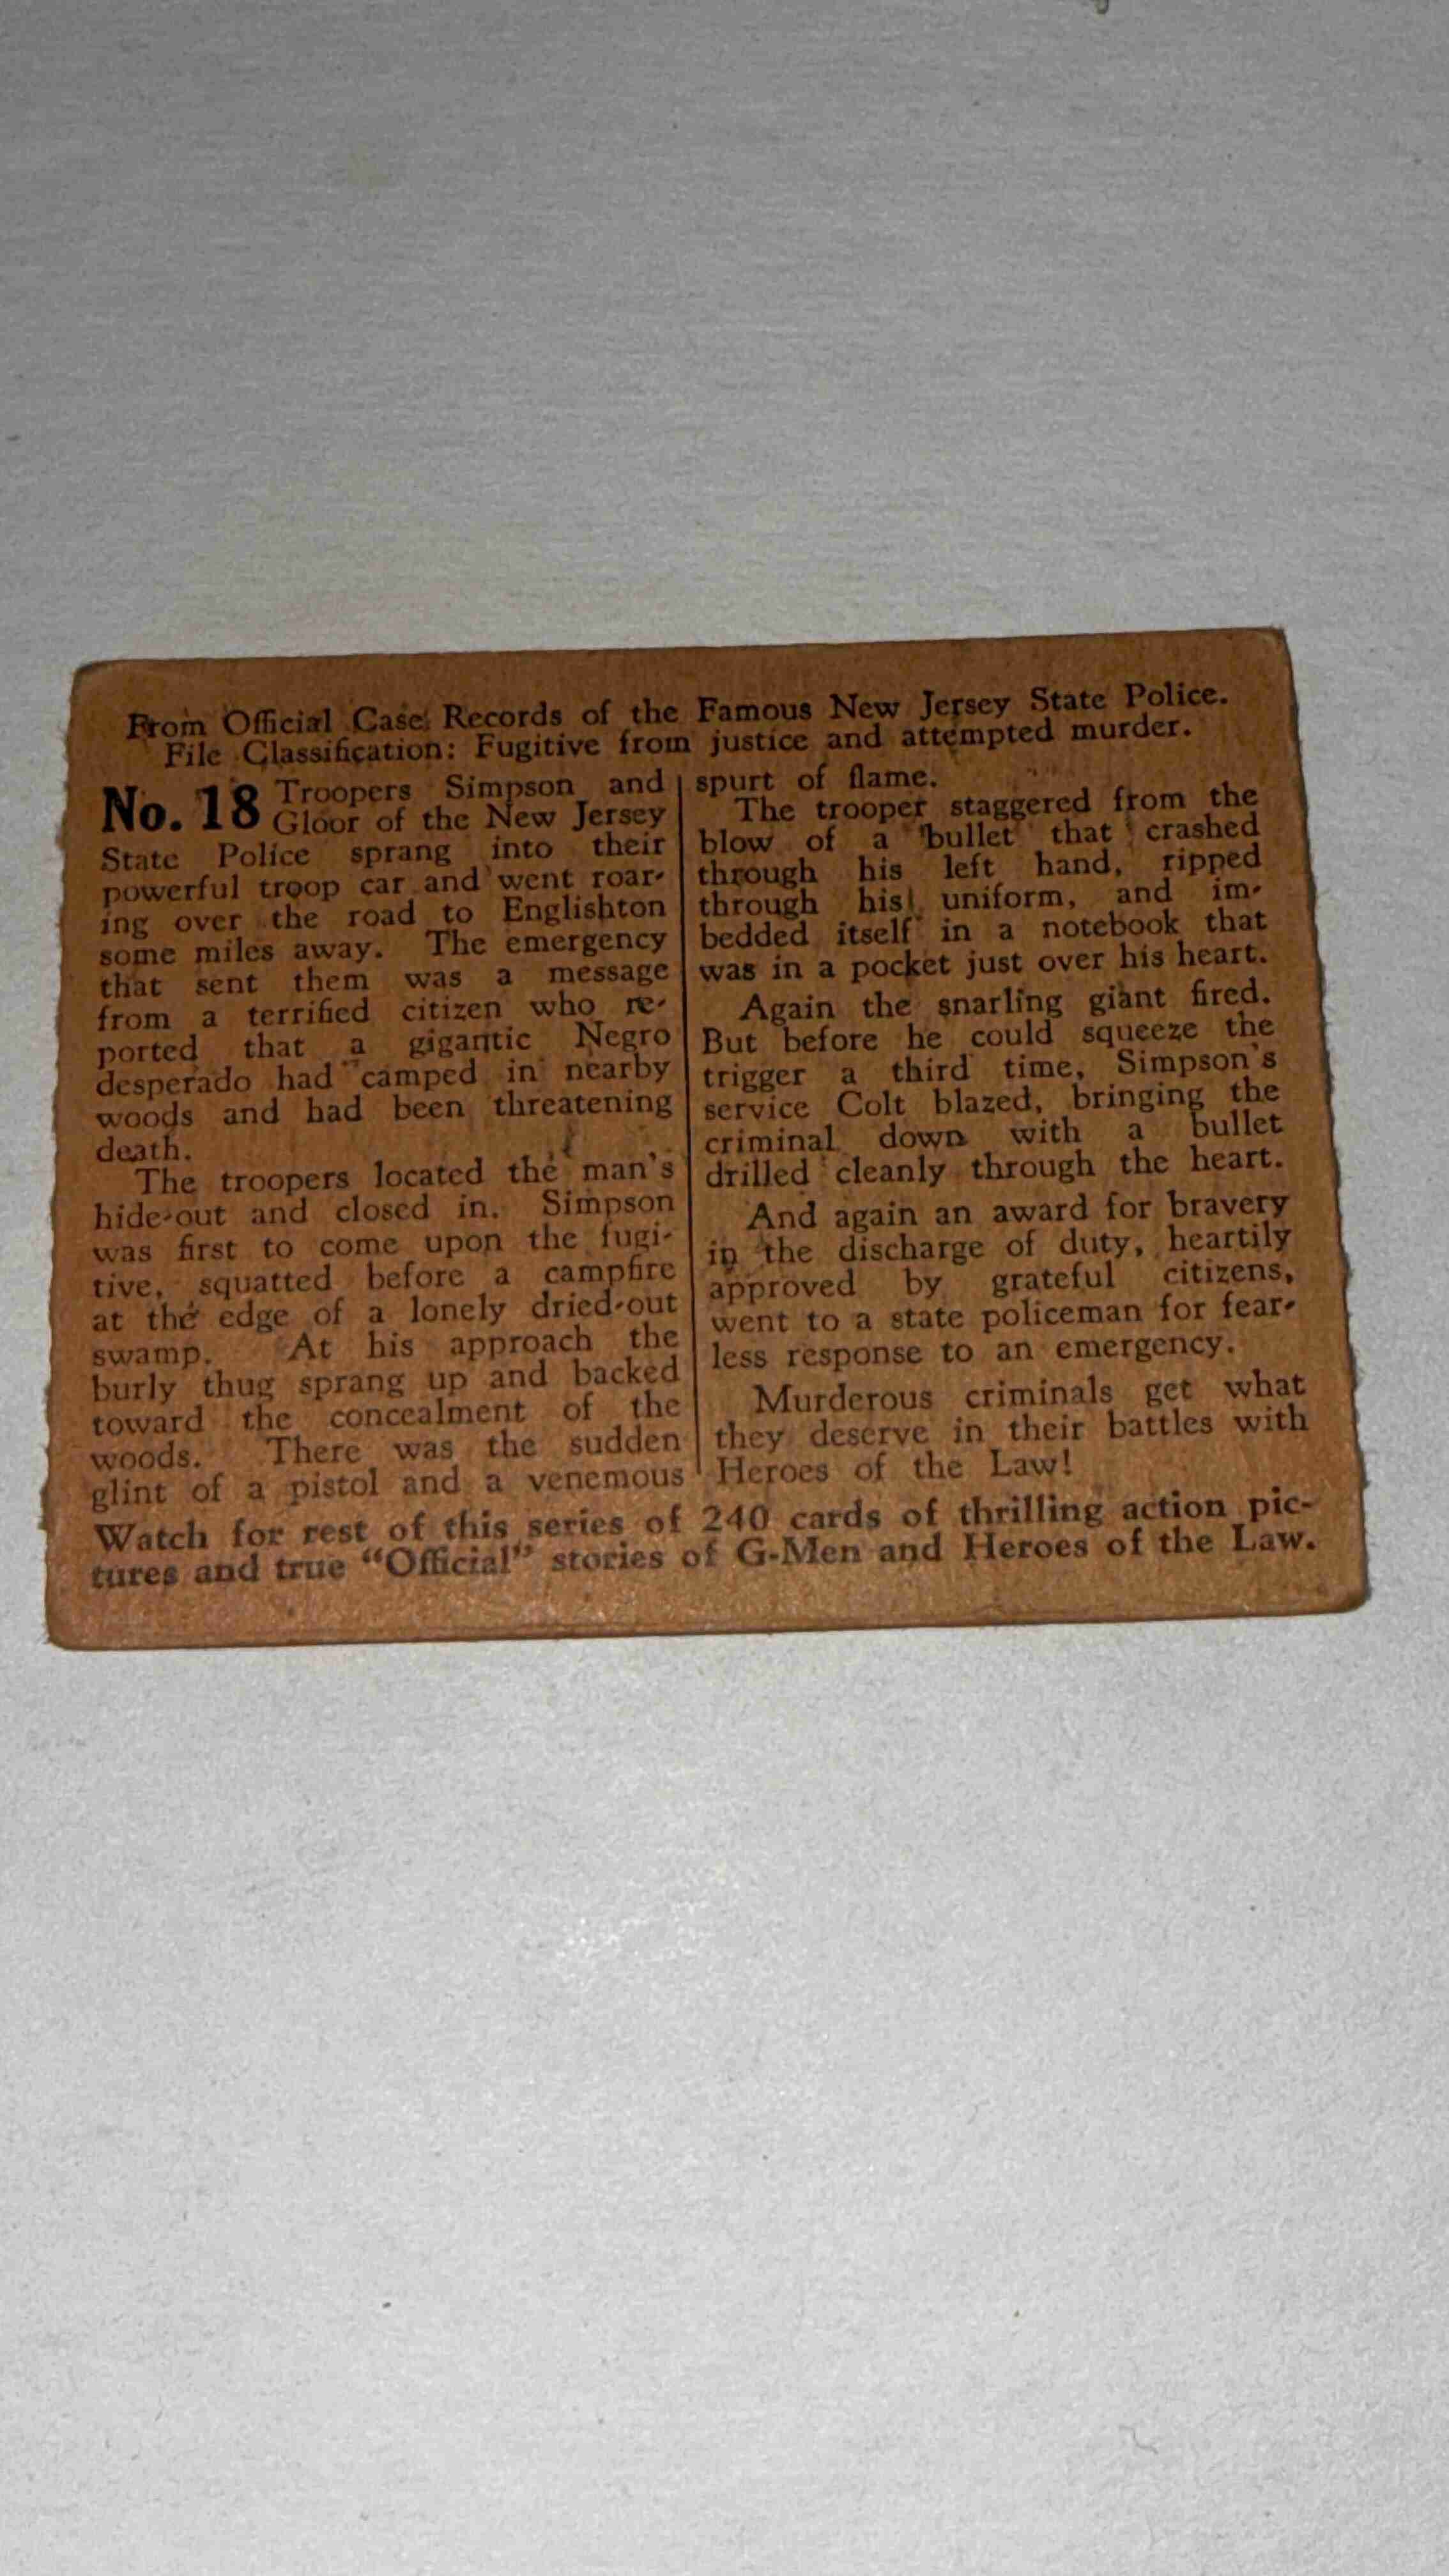 From Official Case Records of the Famous New Jersey State Police.
File Classification: Fugitive from justice and attempted murder.
No. 18 Troopers Simpson and
Gloor of the New Jersey
State Police sprang into their
powerful troop car and went roar-
ing over the road to Englishton
some miles away. The emergency
that sent them was a message
from a terrified citizen who re-
ported that a gigantic Negro
desperado had camped in nearby
woods and had been threatening
death.
The troopers located the man's
hide-out and closed in. Simpson
was first to come upon the fugi-
tive, squatted before a campfire
at the edge of a lonely dried-out
swamp. At his approach the
burly thug sprang up and backed
toward the concealment of the
woods. There was the sudden
glint of a pistol and a venemous
spurt of flame.
The trooper staggered from the
blow of a bullet that crashed
through his left hand, ripped
through his uniform, and im-
bedded itself in a notebook that
was in a pocket just over his heart.
Again the snarling giant fired.
But before he could squeeze the
trigger a third time, Simpson's
service Colt blazed, bringing the
criminal down with a bullet
drilled cleanly through the heart.
And again an award for bravery
in the discharge of duty, heartily
approved by grateful citizens,
went to a state policeman for fear-
less response to an emergency.
Murderous criminals get what
they deserve in their battles with
Heroes of the Law!
Watch for rest of this series of 240 cards of thrilling action pic-
tures and true "Official" stories of G-Men and Heroes of the Law.